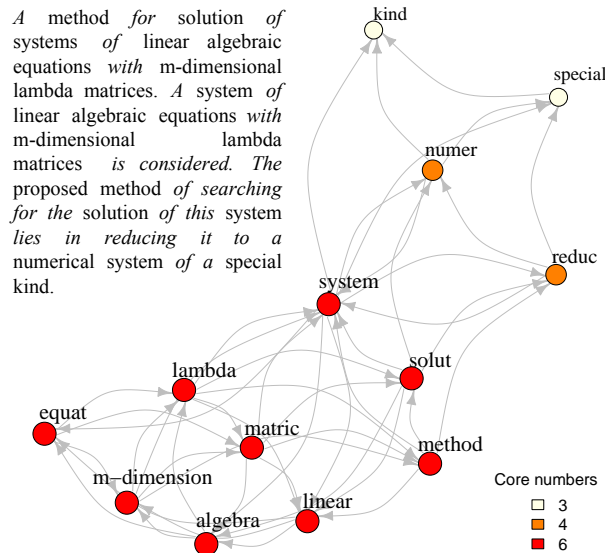 A method for solution of
systems of linear algebraic
equations with m-dimensional
lambda matrices. A system of
linear algebraic equations with
m-dimensional lambda
matrices is considered. The
proposed method of searching
for the solution of this system
lies in reducing it to a
numerical system of a special
kind.
kind
special
numer
reduc
system
solut
lambda
equat
matric
method
m−dimension
linear
algebra
Core numbers
3
4
6